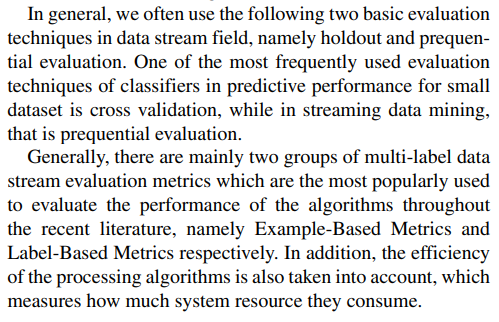 In general, we often use the following two basic evaluation
techniques in data stream field, namely holdout and prequen-
tial evaluation. One of the most frequently used evaluation
techniques of classifiers in predictive performance for small
dataset is cross validation, while in streaming data mining,
that is prequential evaluation.
Generally, there are mainly two groups of multi-label data
stream evaluation metrics which are the most popularly used
to evaluate the performance of the algorithms throughout
the recent literature, namely Example-Based Metrics and
Label-Based Metrics respectively. In addition, the efficiency
of the processing algorithms is also taken into account, which
measures how much system resource they consume.